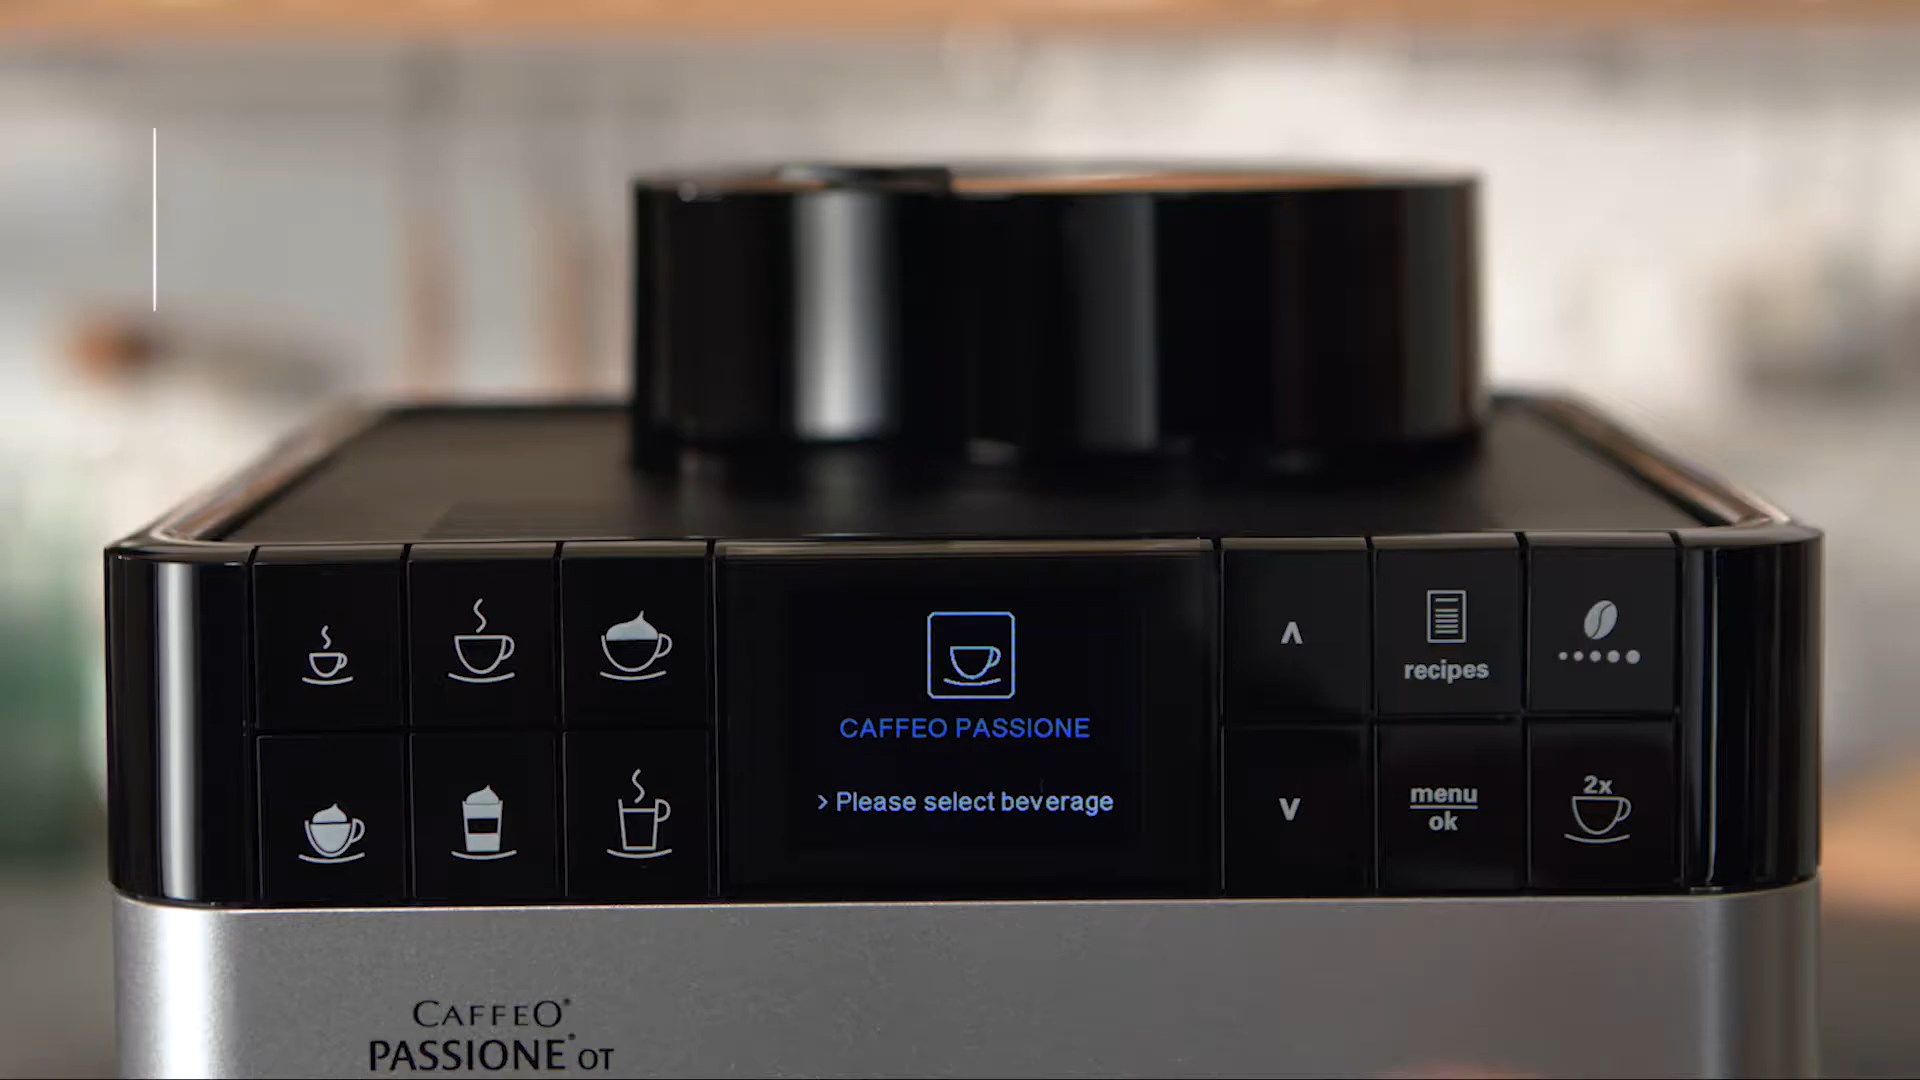 CAFFEO PASSIONE
> Please select beverage
ʌ
recipes
v
menu
ok
2x
CAFFEO®
PASSIONE® OT